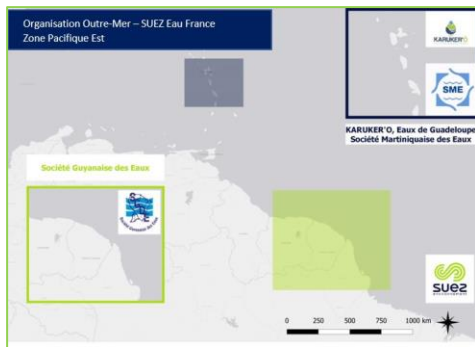 Organisation Outre-Mer – SUEZ Eau France
Zone Pacifique Est
KARUKER'O
SME
KARUKER'O, Eaux de Guadeloupe
Société Martiniquaise des Eaux
Société Guyanaise des Eaux
suez
0 250 500 750 1000 km